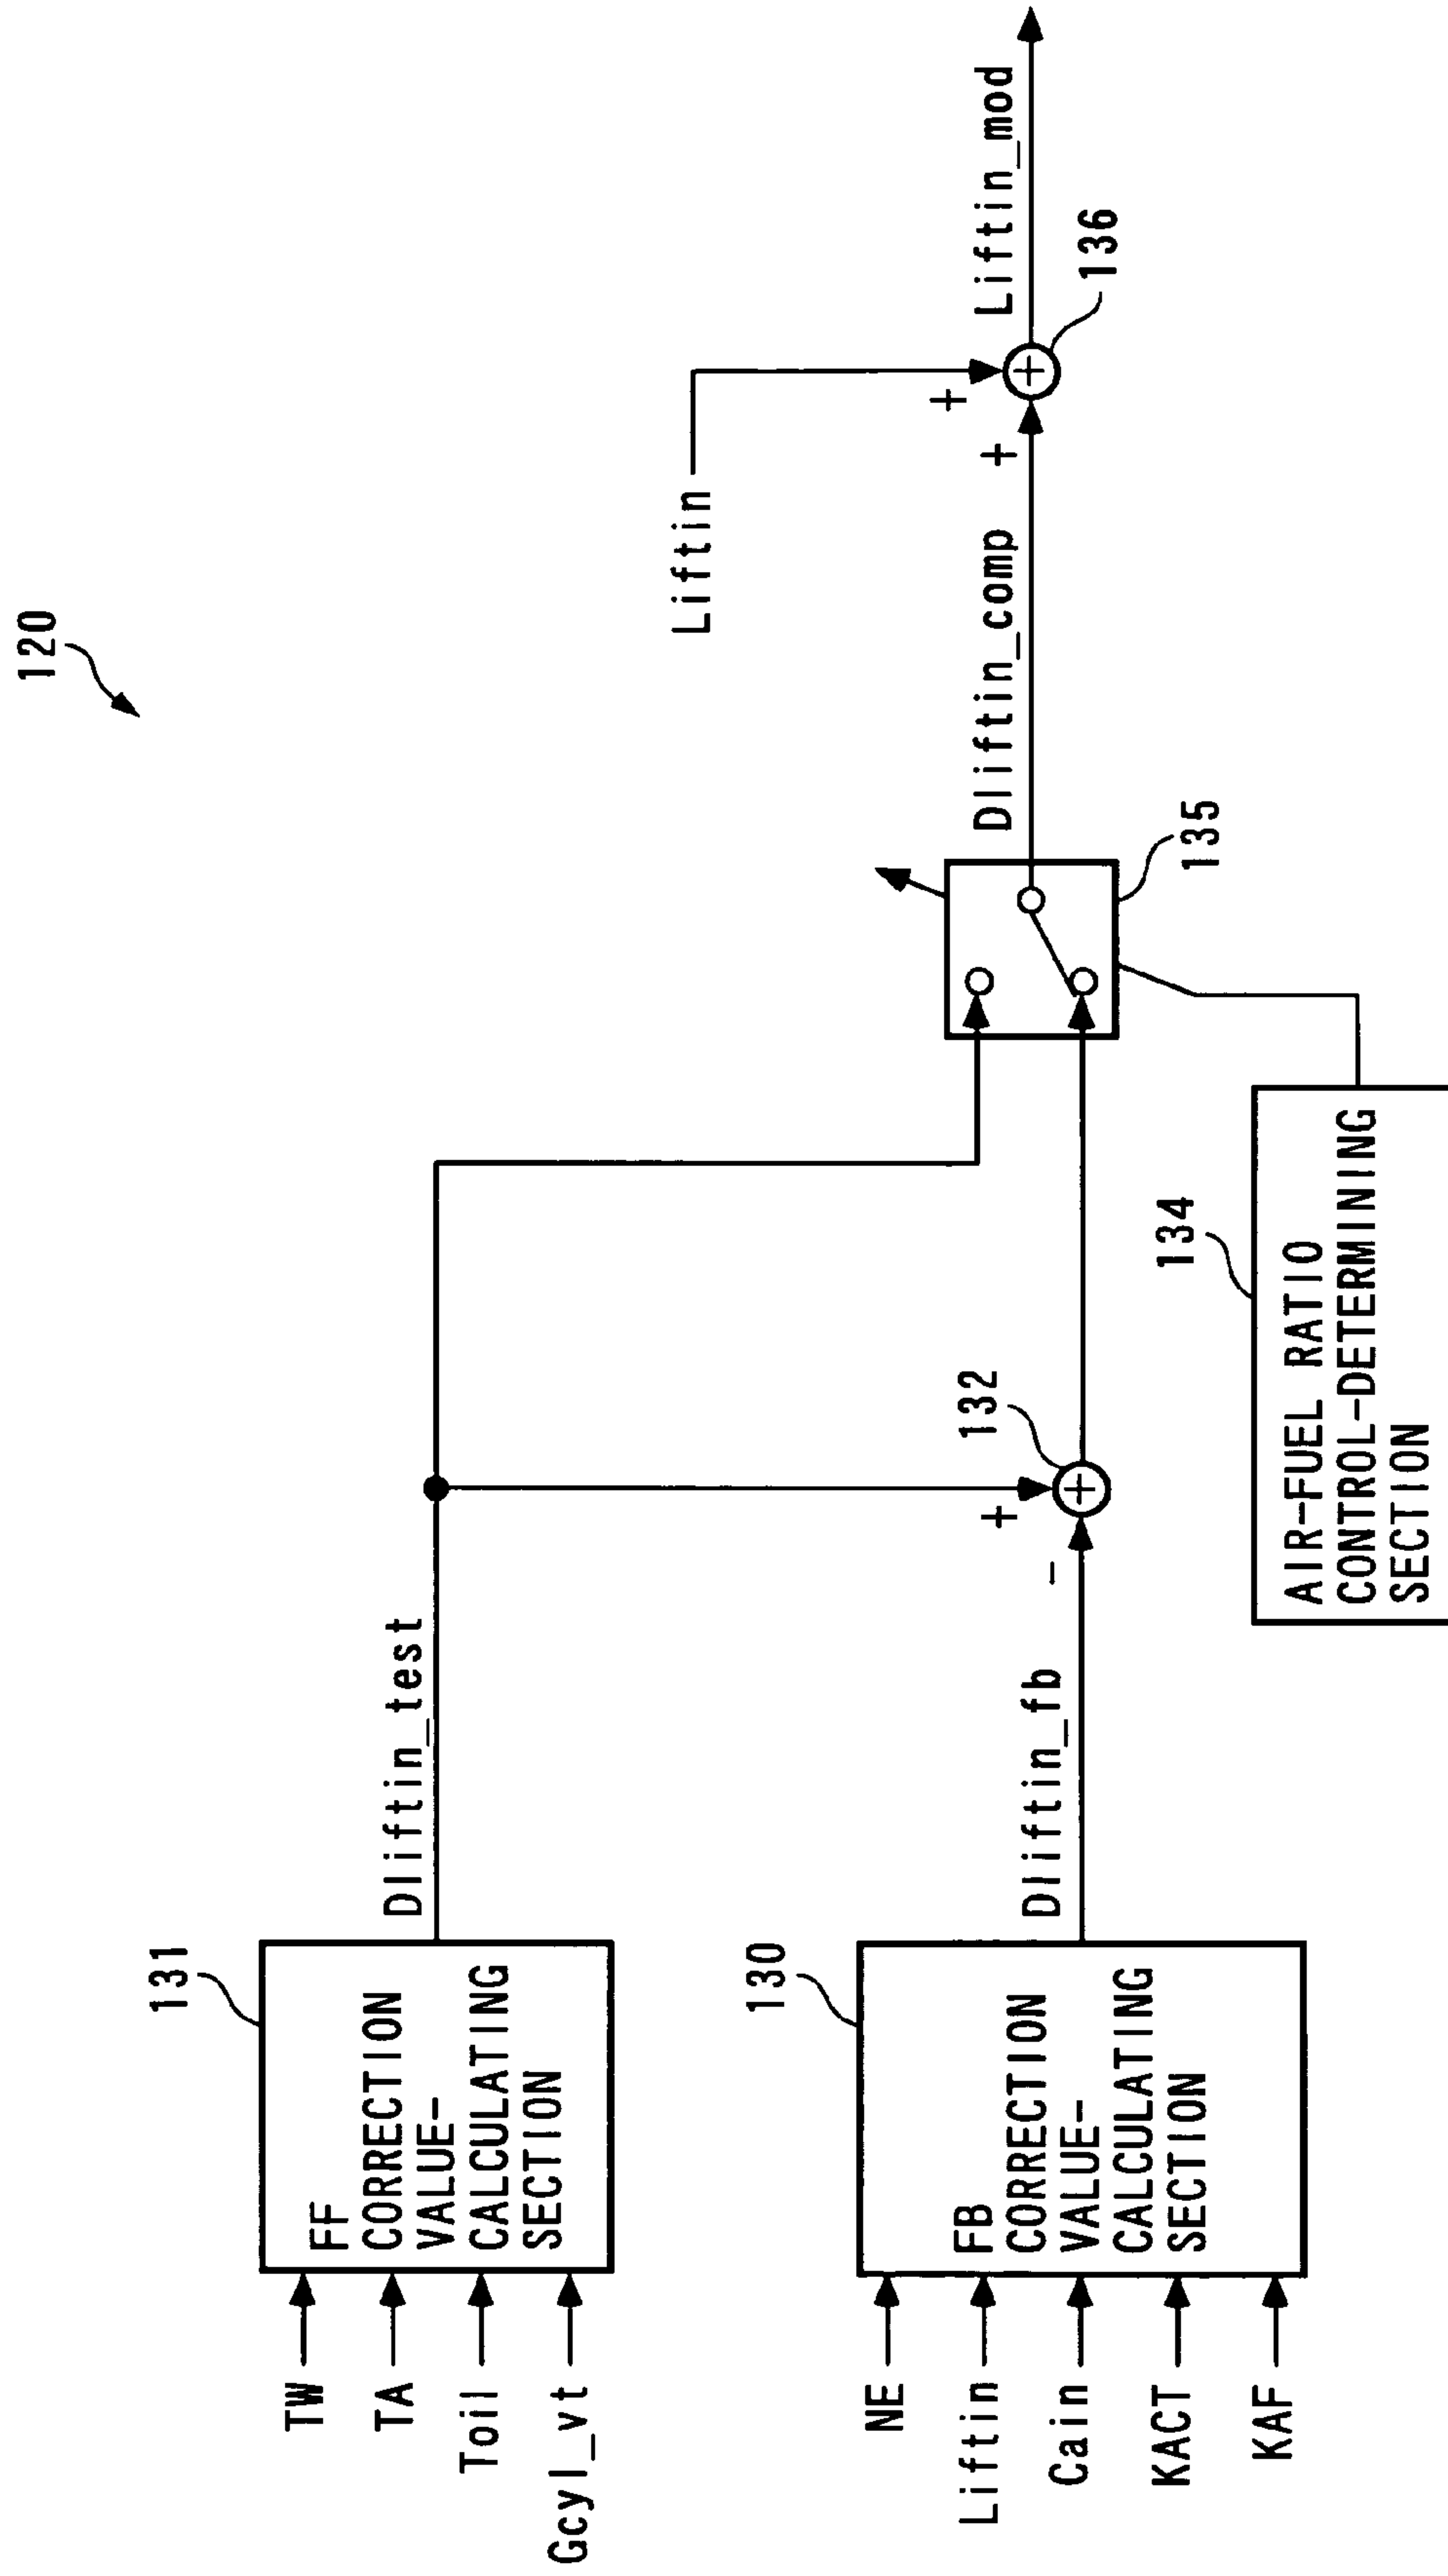 120
131
FF
CORRECTION
VALUE-
CALCULATING
SECTION
TW
TA
Toil
Gcyl_vt
Dliftin_test
130
FB
CORRECTION
VALUE-
CALCULATING
SECTION
NE
Liftin
Cain
KACT
KAF
Dliftin_fb
+
-
+
132
134
AIR-FUEL RATIO
CONTROL-DETERMINING
SECTION
135
Dliftin_comp
Liftin
+
+
+
136
Liftin_mod